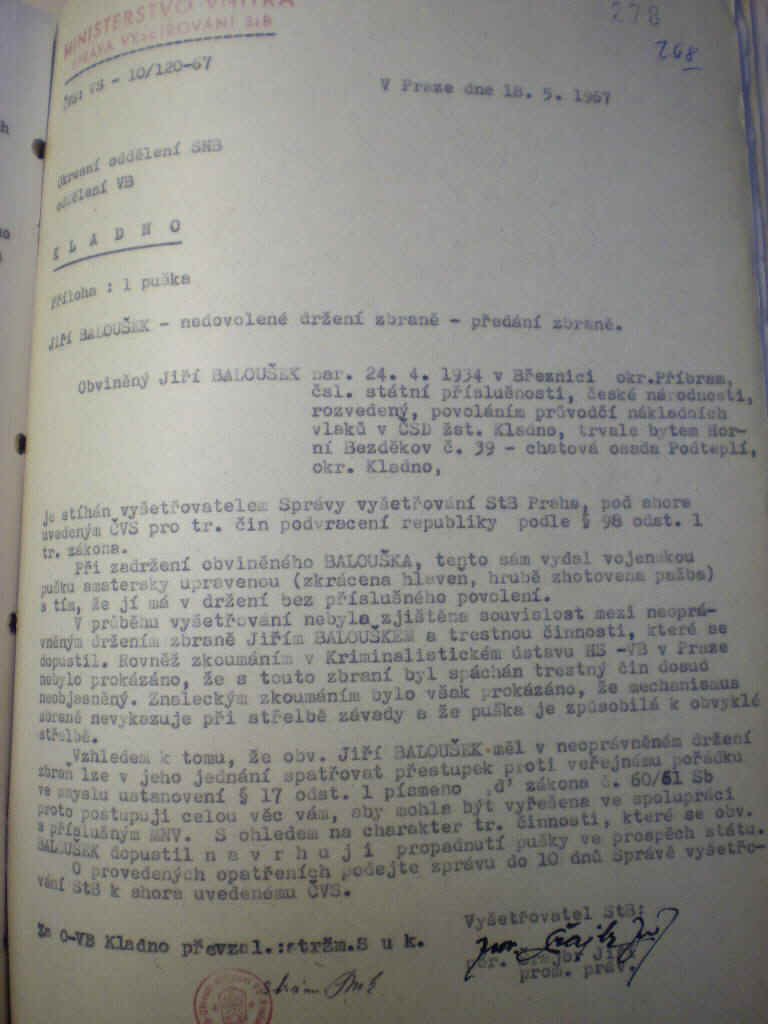 MINISTERSTVO VNITRA
SPRÁVA VYŠETŘOVÁNÍ StB
278
268
ČVS: VS - 10/120-67
V Praze dne 18. 5. 1967
Okresní oddělení SNB
oddělení VB
K L A D N O
Příloha : 1 puška
Jiří BALOUŠEK - nedovolené držení zbraně - předání zbraně.
Obviněný Jiří BALOUŠEK nar. 24. 4. 1934 v Březnici okr.Příbram,
čsl. státní příslušnosti, české národnosti,
rozvedený, povoláním průvodčí nákladních
vlaků v ČSD žst. Kladno, trvale bytem Hor-
ní Bezděkov č. 39 - chatová osada Podteplí,
okr. Kladno,
je stíhán vyšetřovatelem Správy vyšetřování StB Praha, pod shora
uvedeným ČVS pro tr. čin podvracení republiky podle § 98 odst. 1
tr. zákona.
Při zadržení obviněného BALOUŠKA, tento sám vydal vojenskou
pušku amatersky upravenou (zkrácena hlaveň, hrubě zhotovena pažba)
s tím, že jí má v držení bez příslušného povolení.
V průběhu vyšetřování nebyla zjištěna souvislost mezi neoprá-
vněným držením zbraně Jiřím BALOUŠKEM a trestnou činností, které se
dopustil. Rovněž zkoumáním v Kriminalistickém ústavu HS -VB v Praze
nebylo prokázáno, že s touto zbraní byl spáchán trestný čin dosud
neobjasněný. Znaleckým zkoumáním bylo však prokázáno, že mechanismus
zbraně nevykazuje při střelbě závady a že puška je způsobilá k obvyklé
střelbě.
Vzhledem k tomu, že obv. Jiří BALOUŠEK měl v neoprávněném držení
zbraň lze v jeho jednání spatřovat přestupek proti veřejnému pořádku
ve smyslu ustanovení § 17 odst. 1 písmeno „d" zákona č. 60/61 Sb
proto postupuji celou věc vám, aby mohla být vyřešena ve spolupráci
s příslušným MNV. S ohledem na charakter tr. činnosti, které se obv.
BALOUŠEK dopustil n a v r h u j i propadnutí pušky ve prospěch státu.
O provedených opatřeních podejte zprávu do 10 dnů Správě vyšetřo-
vání StB k shora uvedenému ČVS.
Vyšetřovatel StB:
Za O-VB Kladno převzal.:stržm.S u k.
Jiří
prom. práv.